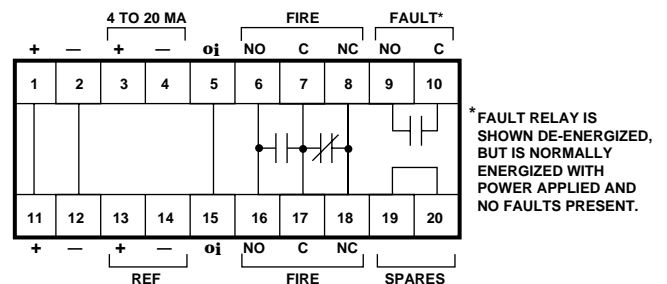 4 TO 20 MA FIRE FAULT*
+ — + — oi NO C NC NO C
1 2 3 4 5 6 7 8 9 10
*FAULT RELAY IS
SHOWN DE-ENERGIZED,
BUT IS NORMALLY
ENERGIZED WITH
POWER APPLIED AND
NO FAULTS PRESENT.
11 12 13 14 15 16 17 18 19 20
+ — + — oi NO C NC
REF FIRE SPARES